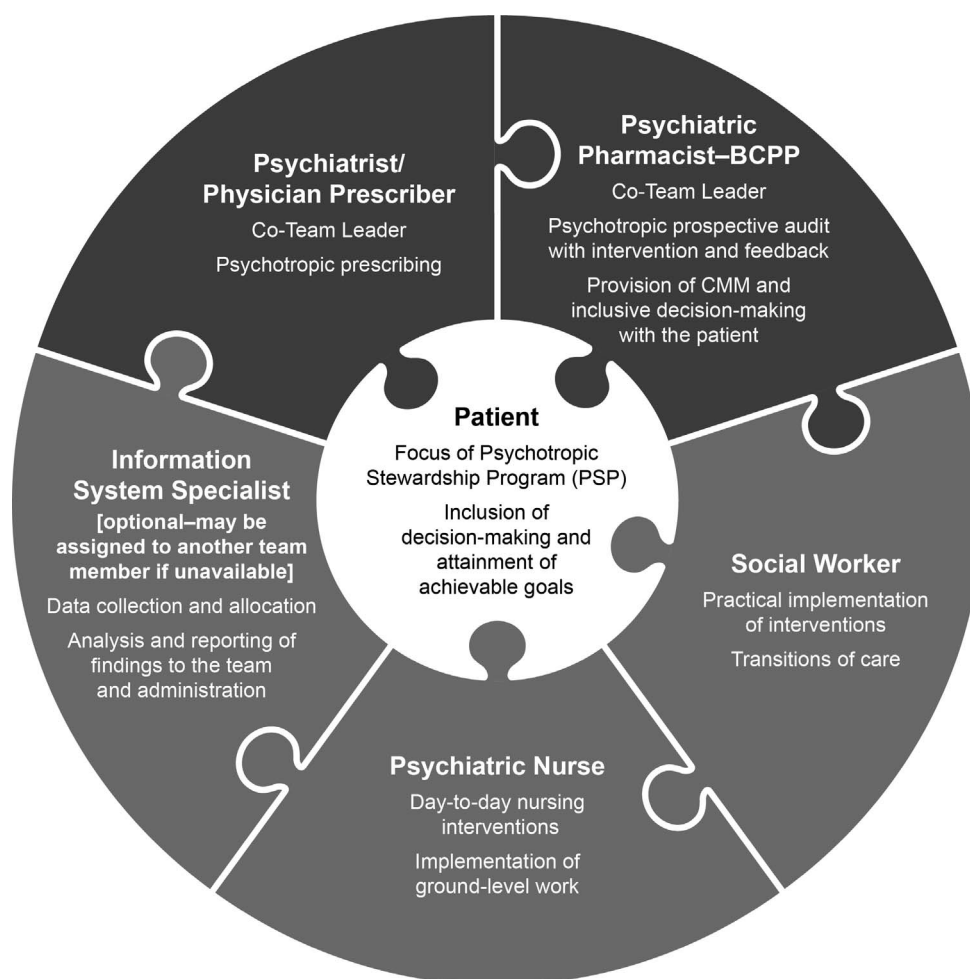 Psychiatrist/
Physician Prescriber
Co-Team Leader
Psychotropic prescribing
Psychiatric
Pharmacist–BCPP
Co-Team Leader
Psychotropic prospective audit
with intervention and feedback
Provision of CMM and
inclusive decision-making
with the patient
Patient
Focus of Psychotropic
Stewardship Program (PSP)
Inclusion of
decision-making and
attainment of
achievable goals
Information
System Specialist
[optional–may be
assigned to another team
member if unavailable]
Data collection and allocation
Analysis and reporting of
findings to the team
and administration
Social Worker
Practical implementation
of interventions
Transitions of care
Psychiatric Nurse
Day-to-day nursing
interventions
Implementation of
ground-level work